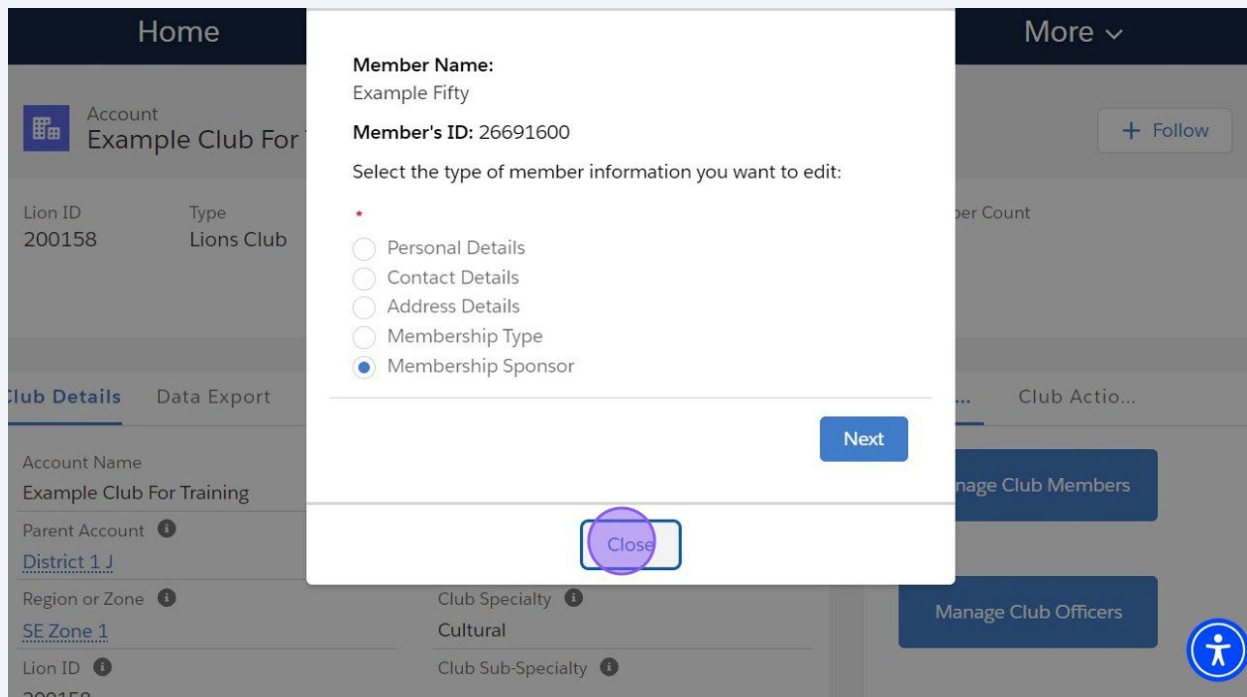 Home
More
Member Name:
Example Fifty
Member's ID: 26691600
Select the type of member information you want to edit:
*
Personal Details
Contact Details
Address Details
Membership Type
Membership Sponsor
Next
Close
Account
Example Club For
+ Follow
Lion ID
200158
Type
Lions Club
Count
Club Details
Data Export
...
Club Actio...
Account Name
Example Club For Training
Parent Account
District 1 J
Region or Zone
SE Zone 1
Lion ID
Club Specialty
Cultural
Club Sub-Specialty
Club Members
Manage Club Officers